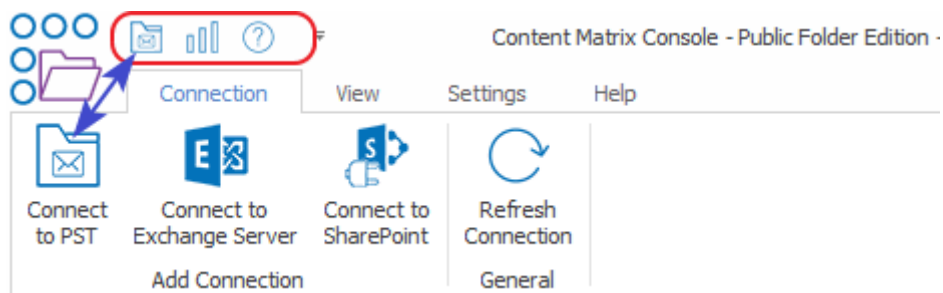 Content Matrix Console - Public Folder Edition -
Connection View Settings Help
Connect to PST
Connect to Exchange Server
Connect to SharePoint
Refresh Connection
Add Connection General